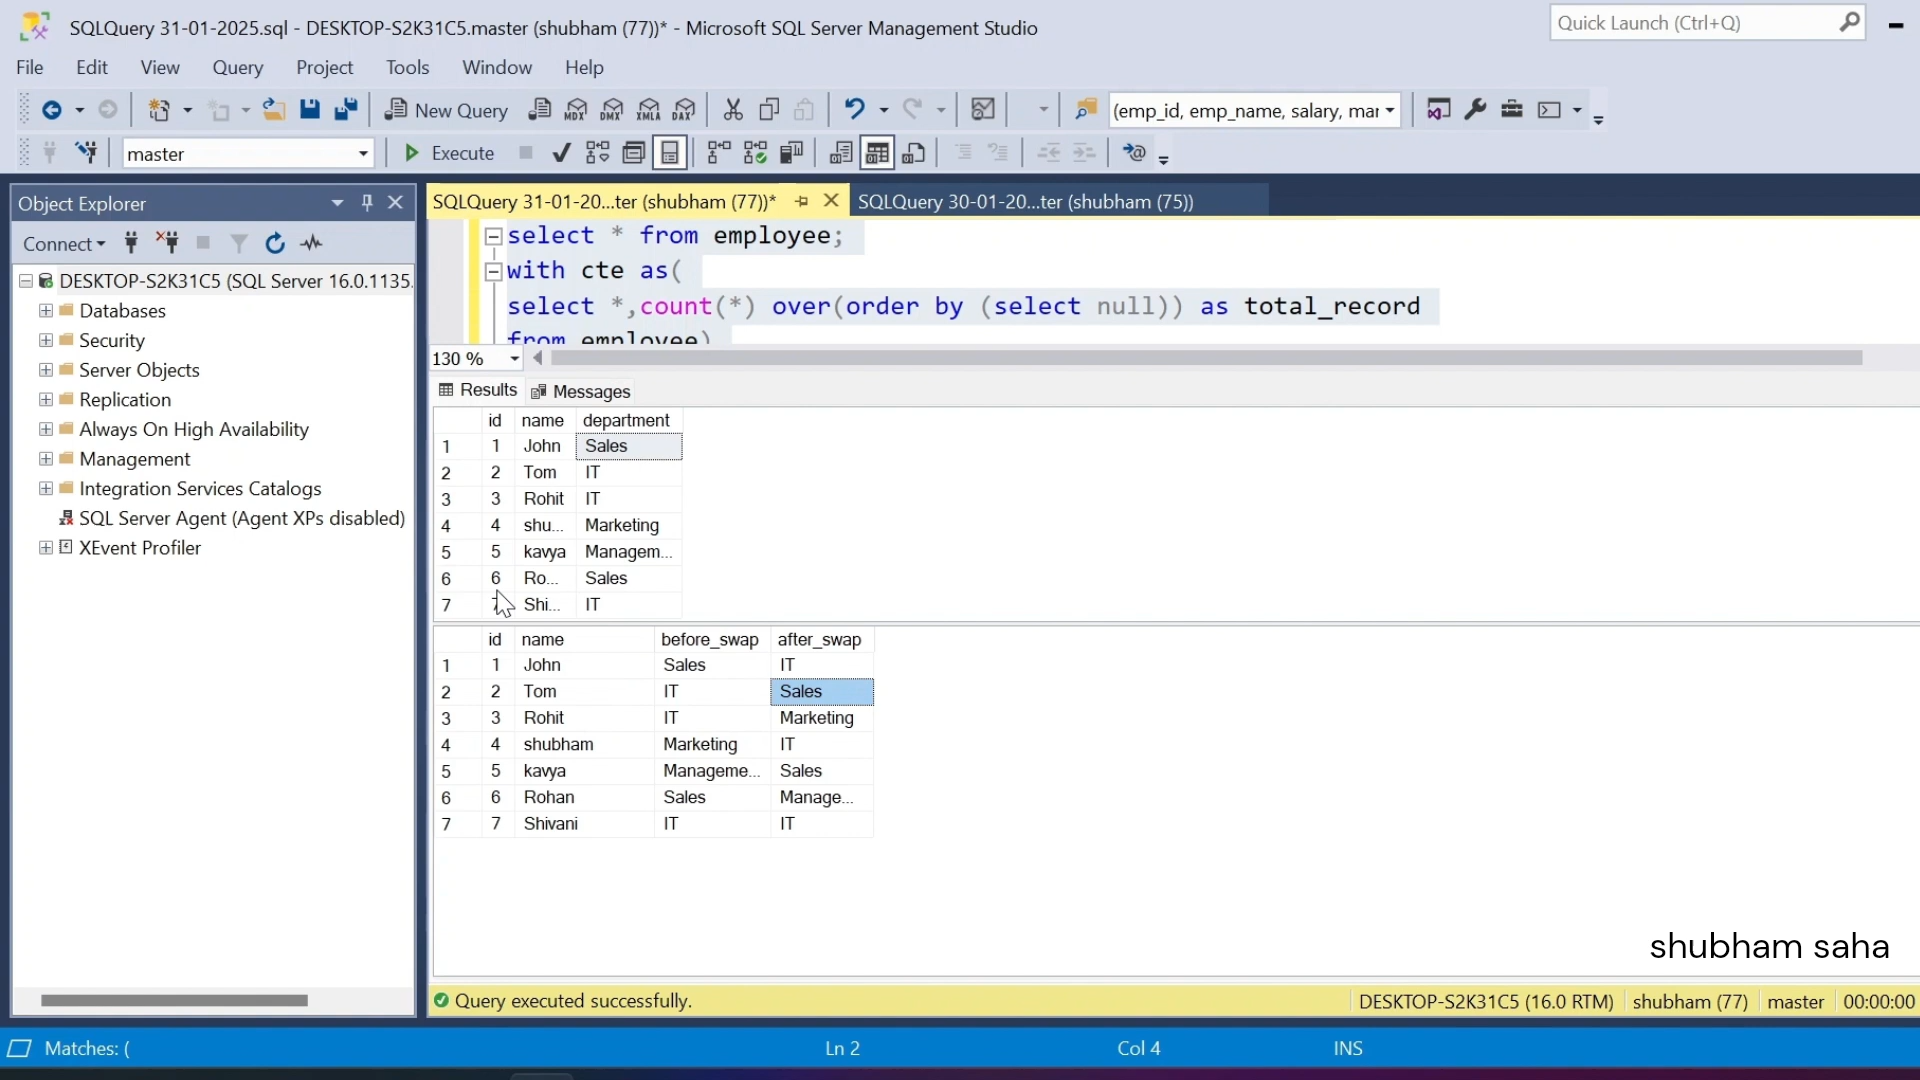 SQLQuery 31-01-2025.sql - DESKTOP-S2K31C5.master (shubham (77))* - Microsoft SQL Server Management Studio
Quick Launch (Ctrl+Q)
File Edit View Query Project Tools Window Help
New Query MDX DMX XMLA DAX (emp_id, emp_name, salary, mar
master Execute
Object Explorer
SQLQuery 31-01-20...ter (shubham (77))* SQLQuery 30-01-20...ter (shubham (75))
Connect
DESKTOP-S2K31C5 (SQL Server 16.0.1135.
Databases
Security
Server Objects
Replication
Always On High Availability
Management
Integration Services Catalogs
SQL Server Agent (Agent XPs disabled)
XEvent Profiler
select * from employee;
with cte as(
select *,count(*) over(order by (select null)) as total_record
from employee)
130 %
Results Messages
id name department
1 1 John Sales
2 2 Tom IT
3 3 Rohit IT
4 4 shu... Marketing
5 5 kavya Managem...
6 6 Ro... Sales
7 7 Shi... IT
id name before_swap after_swap
1 1 John Sales IT
2 2 Tom IT Sales
3 3 Rohit IT Marketing
4 4 shubham Marketing IT
5 5 kavya Manageme... Sales
6 6 Rohan Sales Manage...
7 7 Shivani IT IT
shubham saha
Query executed successfully. DESKTOP-S2K31C5 (16.0 RTM) shubham (77) master 00:00:00
Matches: ( Ln 2 Col 4 INS